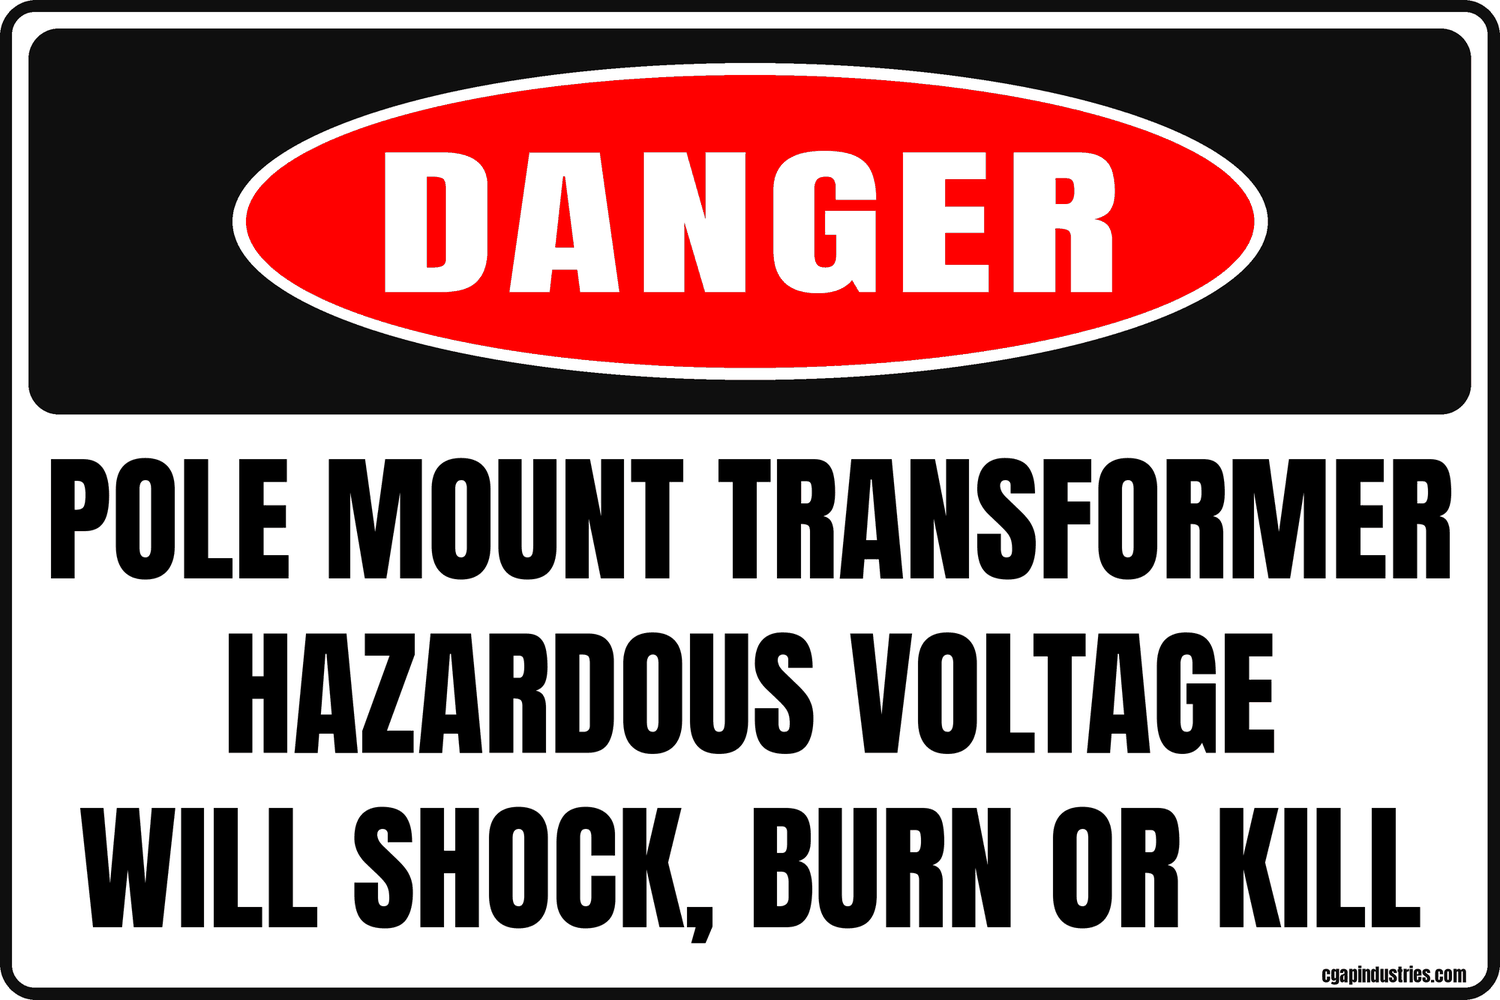 DANGER
POLE MOUNT TRANSFORMER
HAZARDOUS VOLTAGE
WILL SHOCK, BURN OR KILL
cgapindustries.com